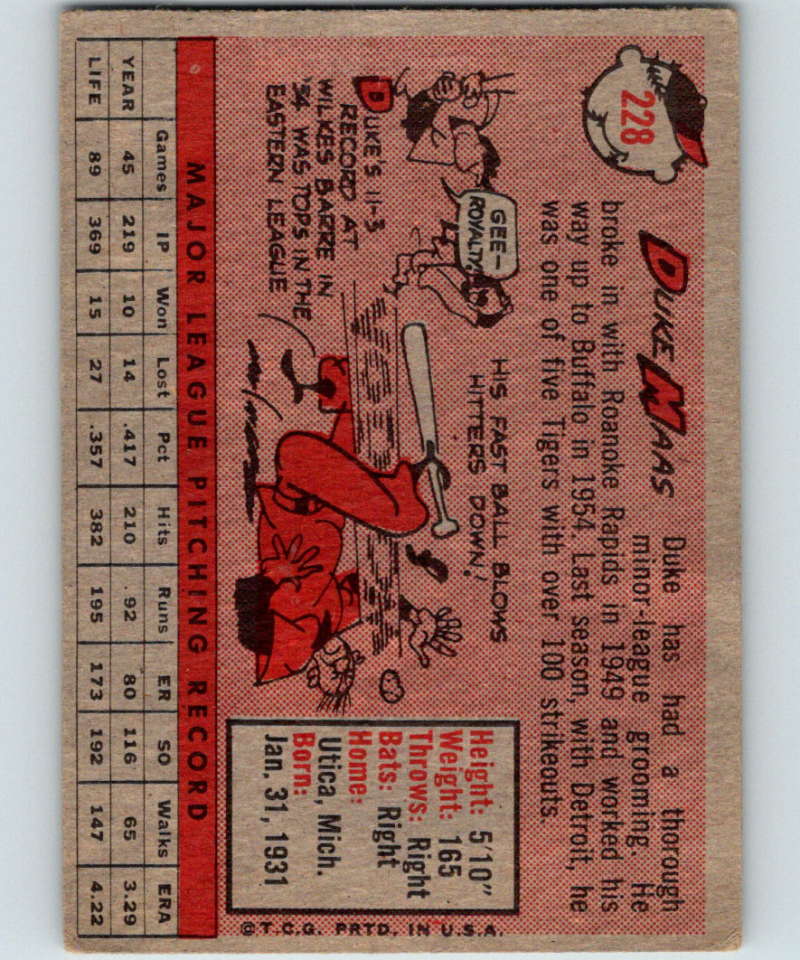 228
DUKE MAAS
Duke has had a thorough
minor-league grooming. He
broke in with Roanoke Rapids in 1949 and worked his
way up to Buffalo in 1954. Last season, with Detroit, he
was one of five Tigers with over 100 strikeouts.
GEE—
ROYALTY!
DUKE'S 11-3
RECORD AT
WILKES BARRE IN
'54 WAS TOPS IN THE
EASTERN LEAGUE
HIS FAST BALL BLOWS
HITTERS DOWN!
Height: 5'10"
Weight: 165
Throws: Right
Bats: Right
Home:
Utica, Mich.
Born:
Jan. 31, 1931
©T.C.G. PRTD. IN U.S.A.
MAJOR LEAGUE PITCHING RECORD
Games IP Won Lost Pct Hits Runs ER SO Walks ERA
YEAR 45 219 10 14 .417 210 92 80 116 65 3.29
LIFE 89 369 15 27 .357 382 195 173 192 147 4.22